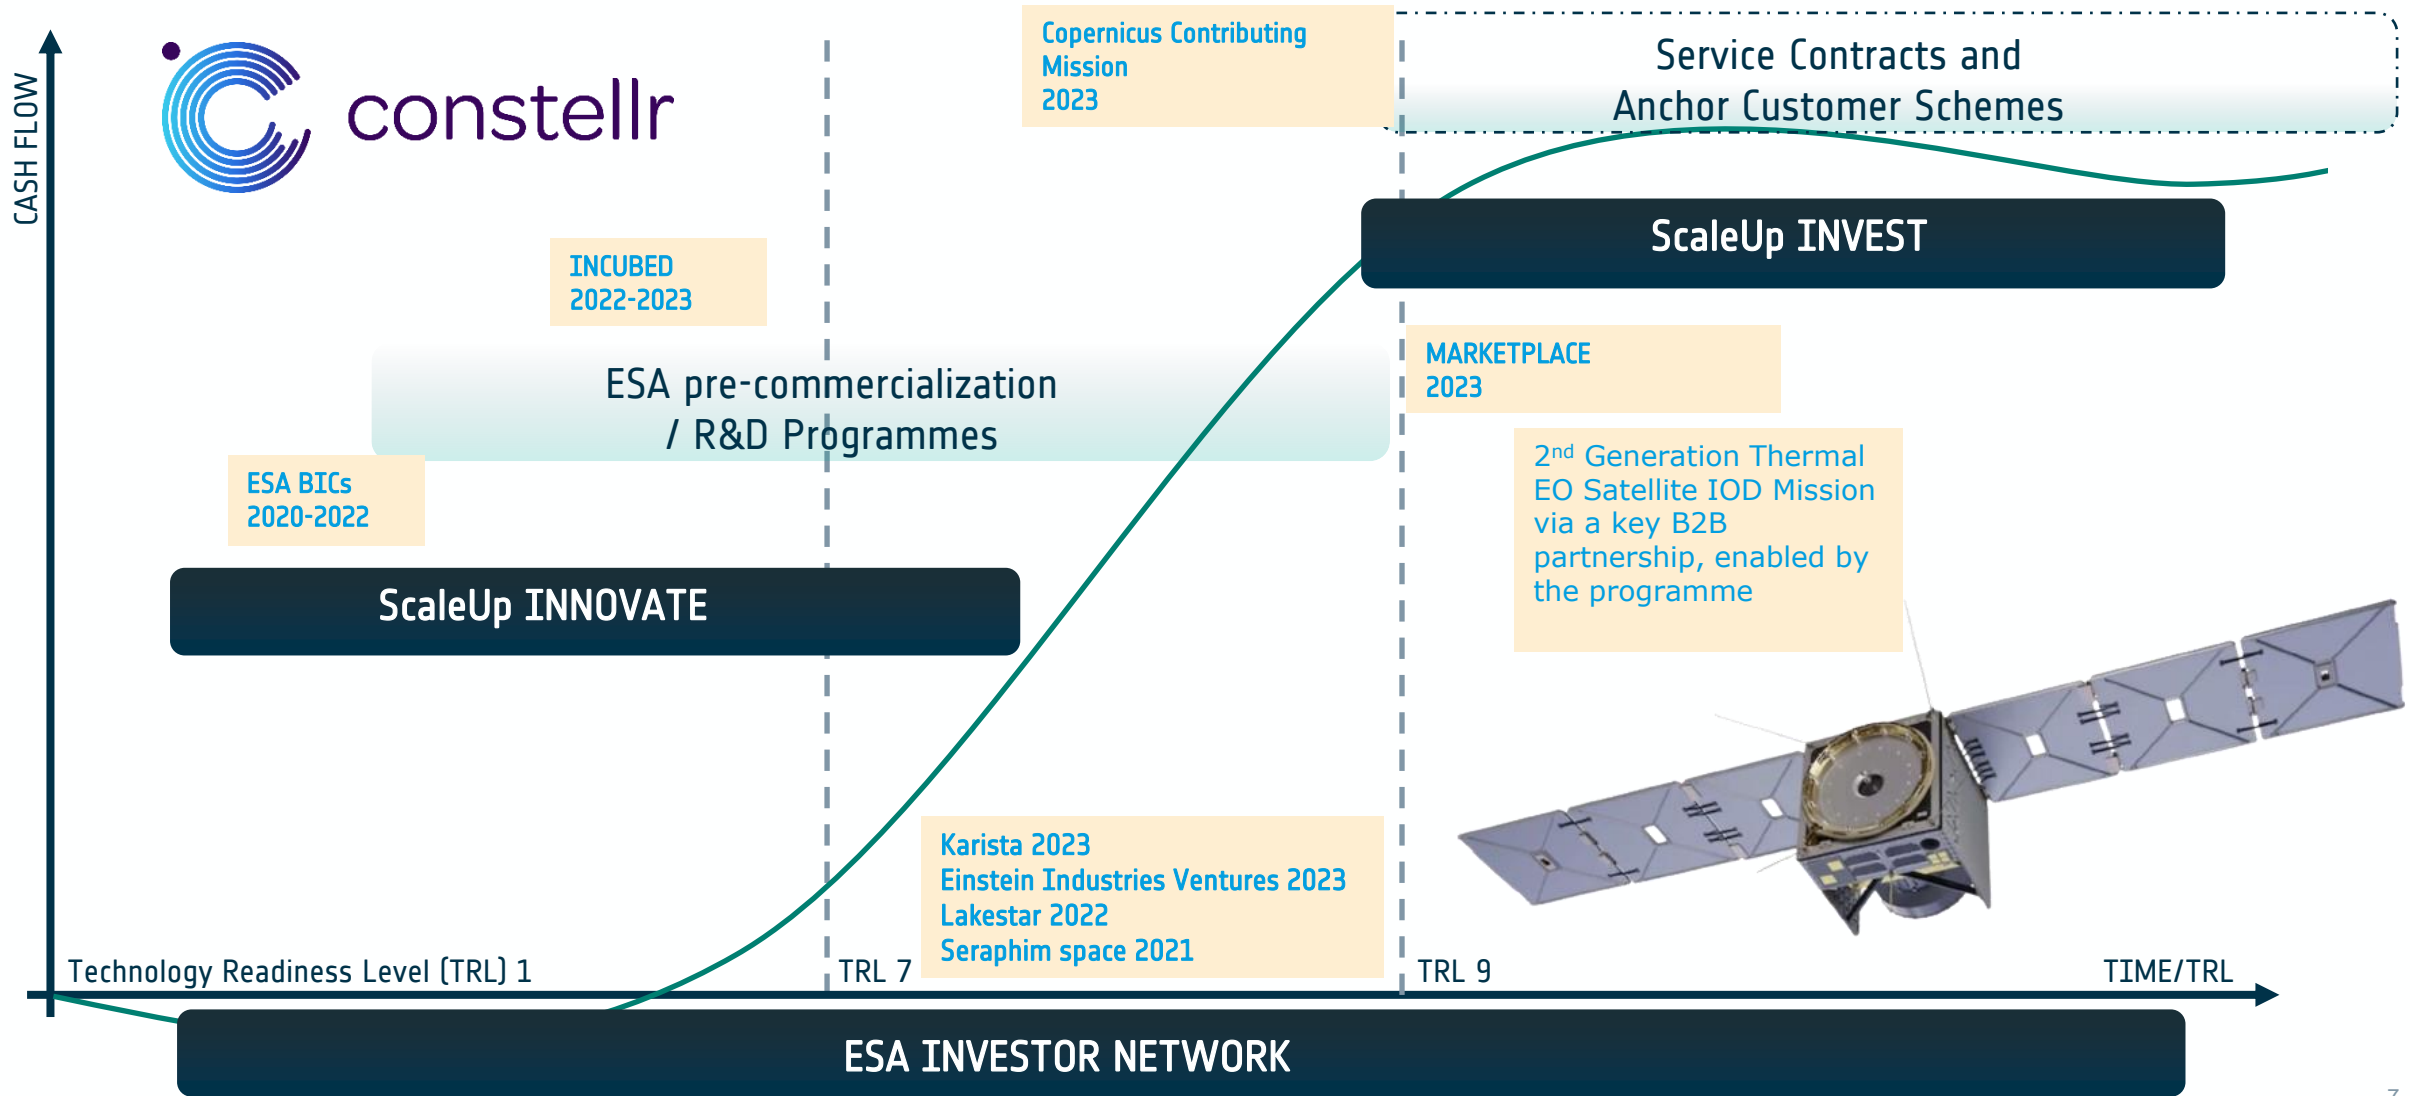 CASH FLOW
constellr
Copernicus Contributing
Mission
2023
Service Contracts and
Anchor Customer Schemes
ScaleUp INVEST
INCUBED
2022-2023
ESA pre-commercialization
/ R&D Programmes
MARKETPLACE
2023
ESA BICs
2020-2022
2nd Generation Thermal
EO Satellite IOD Mission
via a key B2B
partnership, enabled by
the programme
ScaleUp INNOVATE
Karista 2023
Einstein Industries Ventures 2023
Lakestar 2022
Seraphim space 2021
Technology Readiness Level (TRL) 1
TRL 7
TRL 9
TIME/TRL
ESA INVESTOR NETWORK